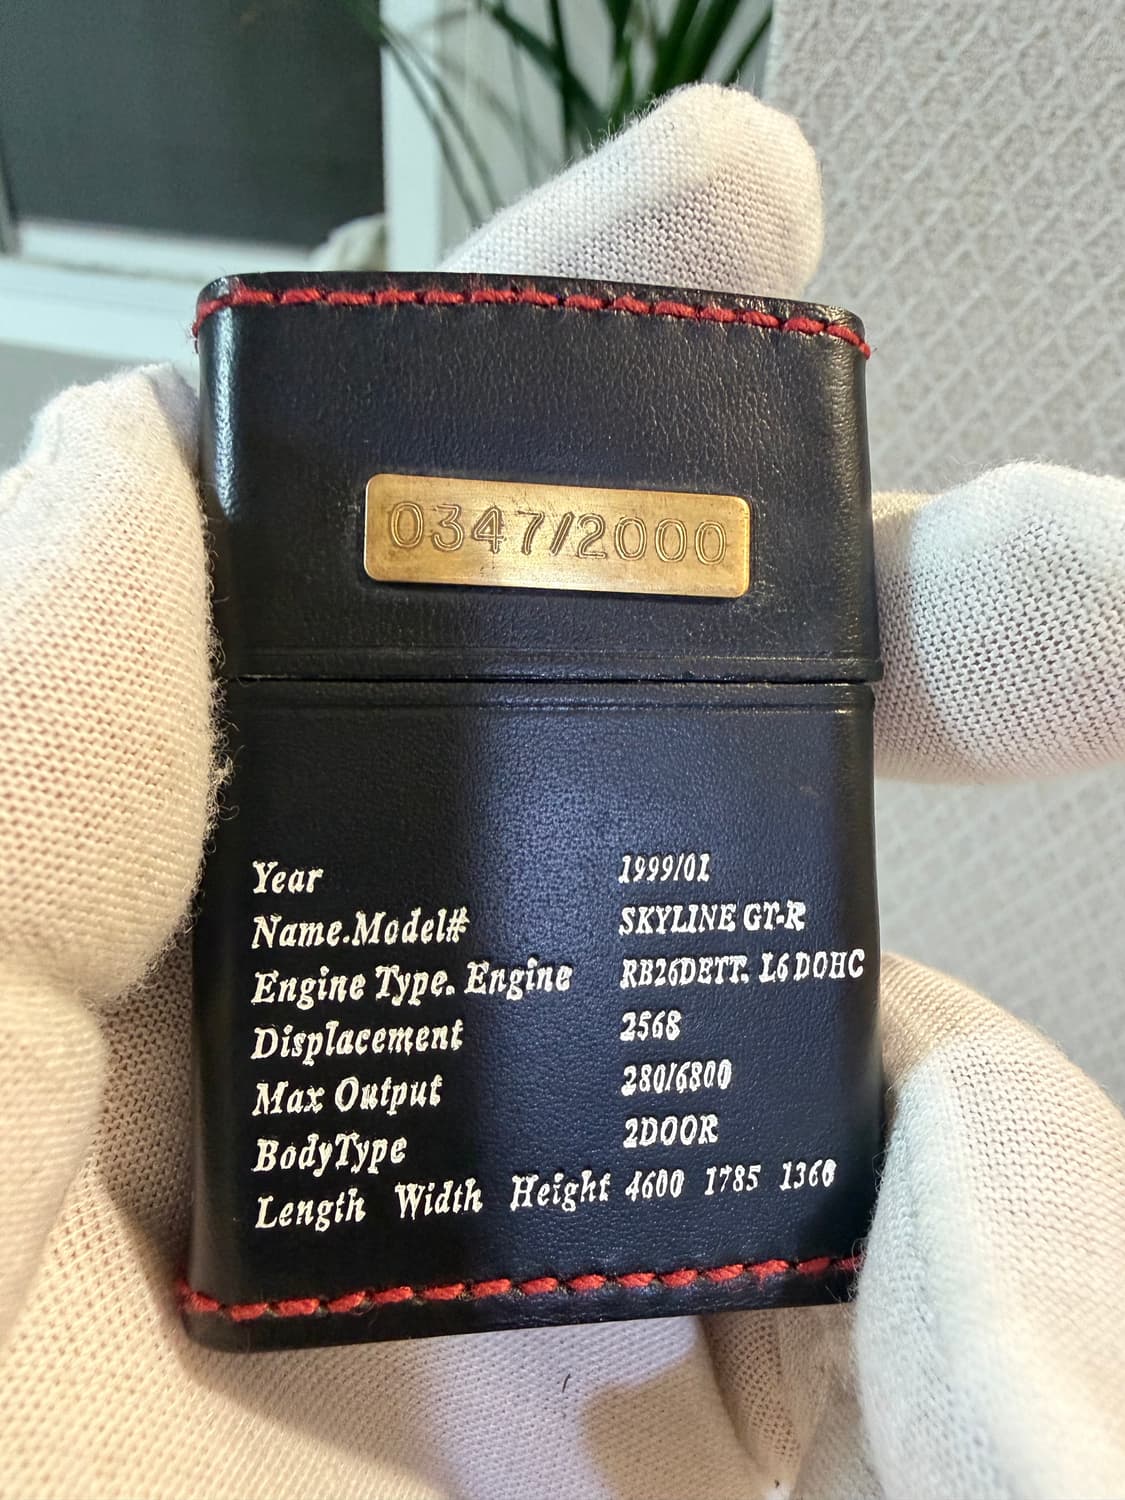 0347/2000
Year 1999/01
Name.Model# SKYLINE GT-R
Engine Type. Engine RB26DETT. L6 DOHC
Displacement 2568
Max Output 280/6800
BodyType 2DOOR
Length Width Height 4600 1785 1360